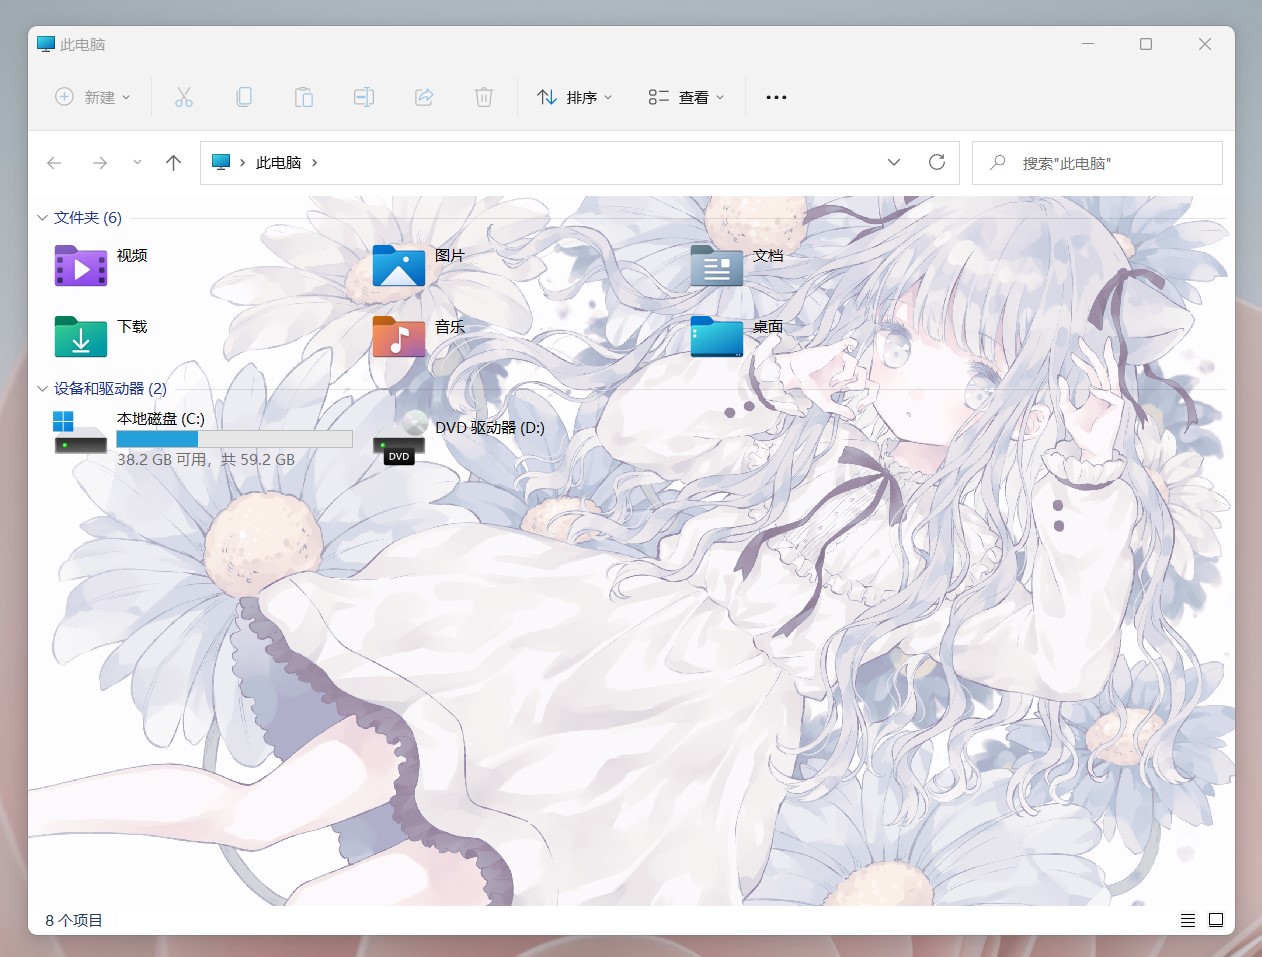 此电脑
新建
排序
查看
此电脑
搜索"此电脑"
文件夹 (6)
视频
图片
文档
下载
音乐
桌面
设备和驱动器 (2)
本地磁盘 (C:)
38.2 GB 可用，共 59.2 GB
DVD 驱动器 (D:)
DVD
8 个项目